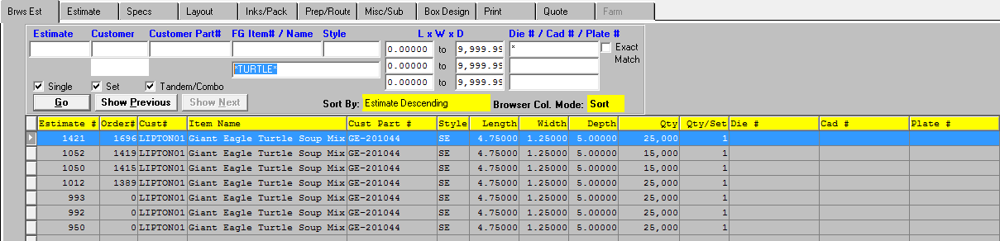 Brws Est Estimate Specs Layout Inks/Pack Prep/Route Misc/Sub Box Design Print Quote Farm
Estimate Customer Customer Part# FG Item# / Name Style L x W x D Die # / Cad # / Plate #
0.00000 to 9,999.99 * Exact
Match
*TURTLE* 0.00000 to 9,999.99
Single Set Tandem/Combo 0.00000 to 9,999.99
Go Show Previous Show Next Sort By: Estimate Descending Browser Col. Mode: Sort
Estimate # Order# Cust# Item Name Cust Part # Style Length Width Depth Qty Qty/Set Die # Cad # Plate #
1421 1696 LIPTON01 Giant Eagle Turtle Soup Mix GE-201044 SE 4.75000 1.25000 5.00000 25,000 1
1052 1419 LIPTON01 Giant Eagle Turtle Soup Mix GE-201044 SE 4.75000 1.25000 5.00000 15,000 1
1050 1415 LIPTON01 Giant Eagle Turtle Soup Mix GE-201044 SE 4.75000 1.25000 5.00000 15,000 1
1012 1389 LIPTON01 Giant Eagle Turtle Soup Mix GE-201044 SE 4.75000 1.25000 5.00000 25,000 1
993 0 LIPTON01 Giant Eagle Turtle Soup Mix GE-201044 SE 4.75000 1.25000 5.00000 25,000 1
992 0 LIPTON01 Giant Eagle Turtle Soup Mix GE-201044 SE 4.75000 1.25000 5.00000 25,000 1
950 0 LIPTON01 Giant Eagle Turtle Soup Mix GE-201044 SE 4.75000 1.25000 5.00000 25,000 1